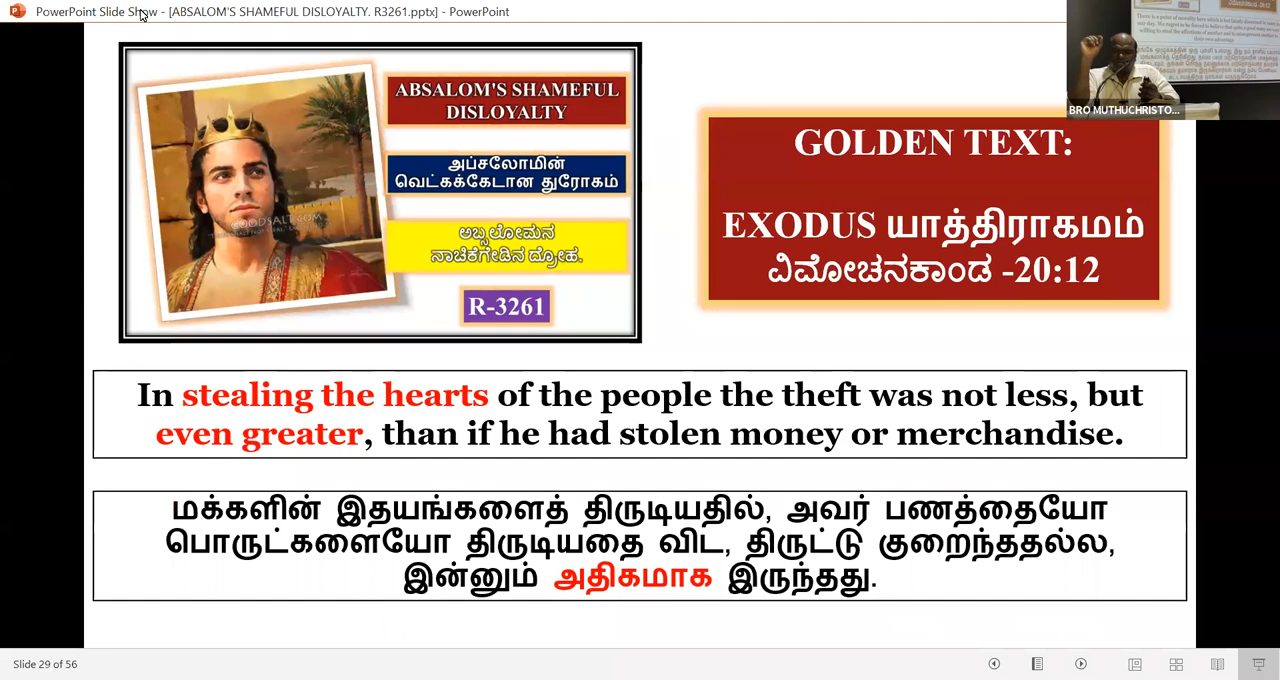 PowerPoint Slide Show - [ABSALOM'S SHAMEFUL DISLOYALTY. R3261.pptx] - PowerPoint
BRO MUTHUCHRISTO...
ABSALOM'S SHAMEFUL
DISLOYALTY
அப்சலோமின்
வெட்கக்கேடான துரோகம்
ಅಬ್ಸಲೋಮನ
ನಾಚಿಕೆಗೇಡಿನ ದ್ರೋಹ.
R-3261
GOLDEN TEXT:
EXODUS யாத்திராகமம்
ವಿಮೋಚನಕಾಂಡ -20:12
In stealing the hearts of the people the theft was not less, but
even greater, than if he had stolen money or merchandise.
மக்களின் இதயங்களைத் திருடியதில், அவர் பணத்தையோ
பொருட்களையோ திருடியதை விட, திருட்டு குறைந்ததல்ல,
இன்னும் அதிகமாக இருந்தது.
Slide 29 of 56